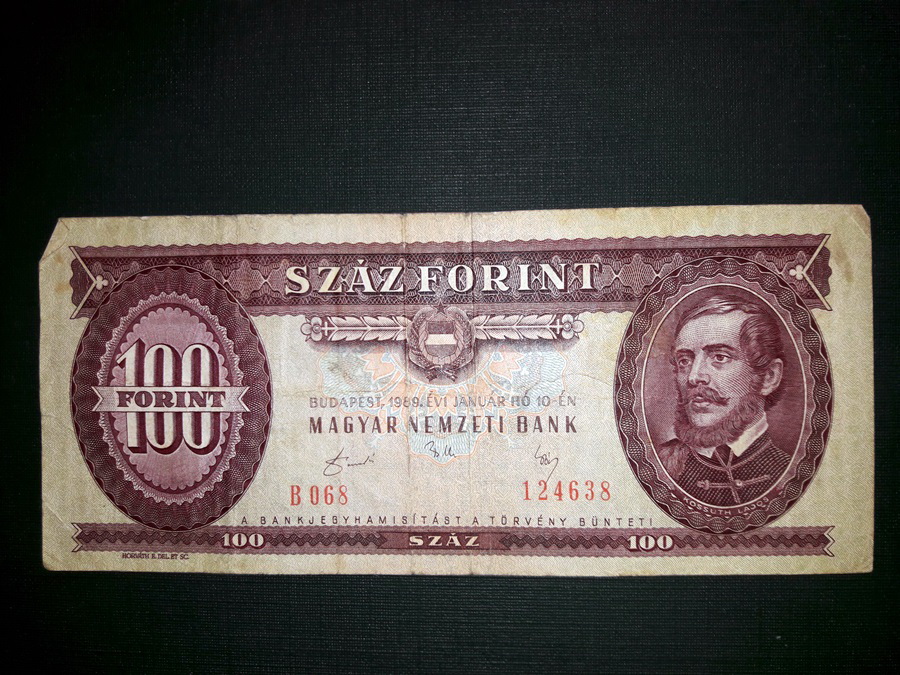 SZÁZ FORINT
100
FORINT
BUDAPEST, 1989. ÉVI JANUÁR HÓ 10-ÉN
MAGYAR NEMZETI BANK
B 068
124638
KOSSUTH LAJOS
A BANKJEGYHAMISÍTÁST A TÖRVÉNY BÜNTETI
100
SZÁZ
100
HORVÁTH E. DEL. ET SC.